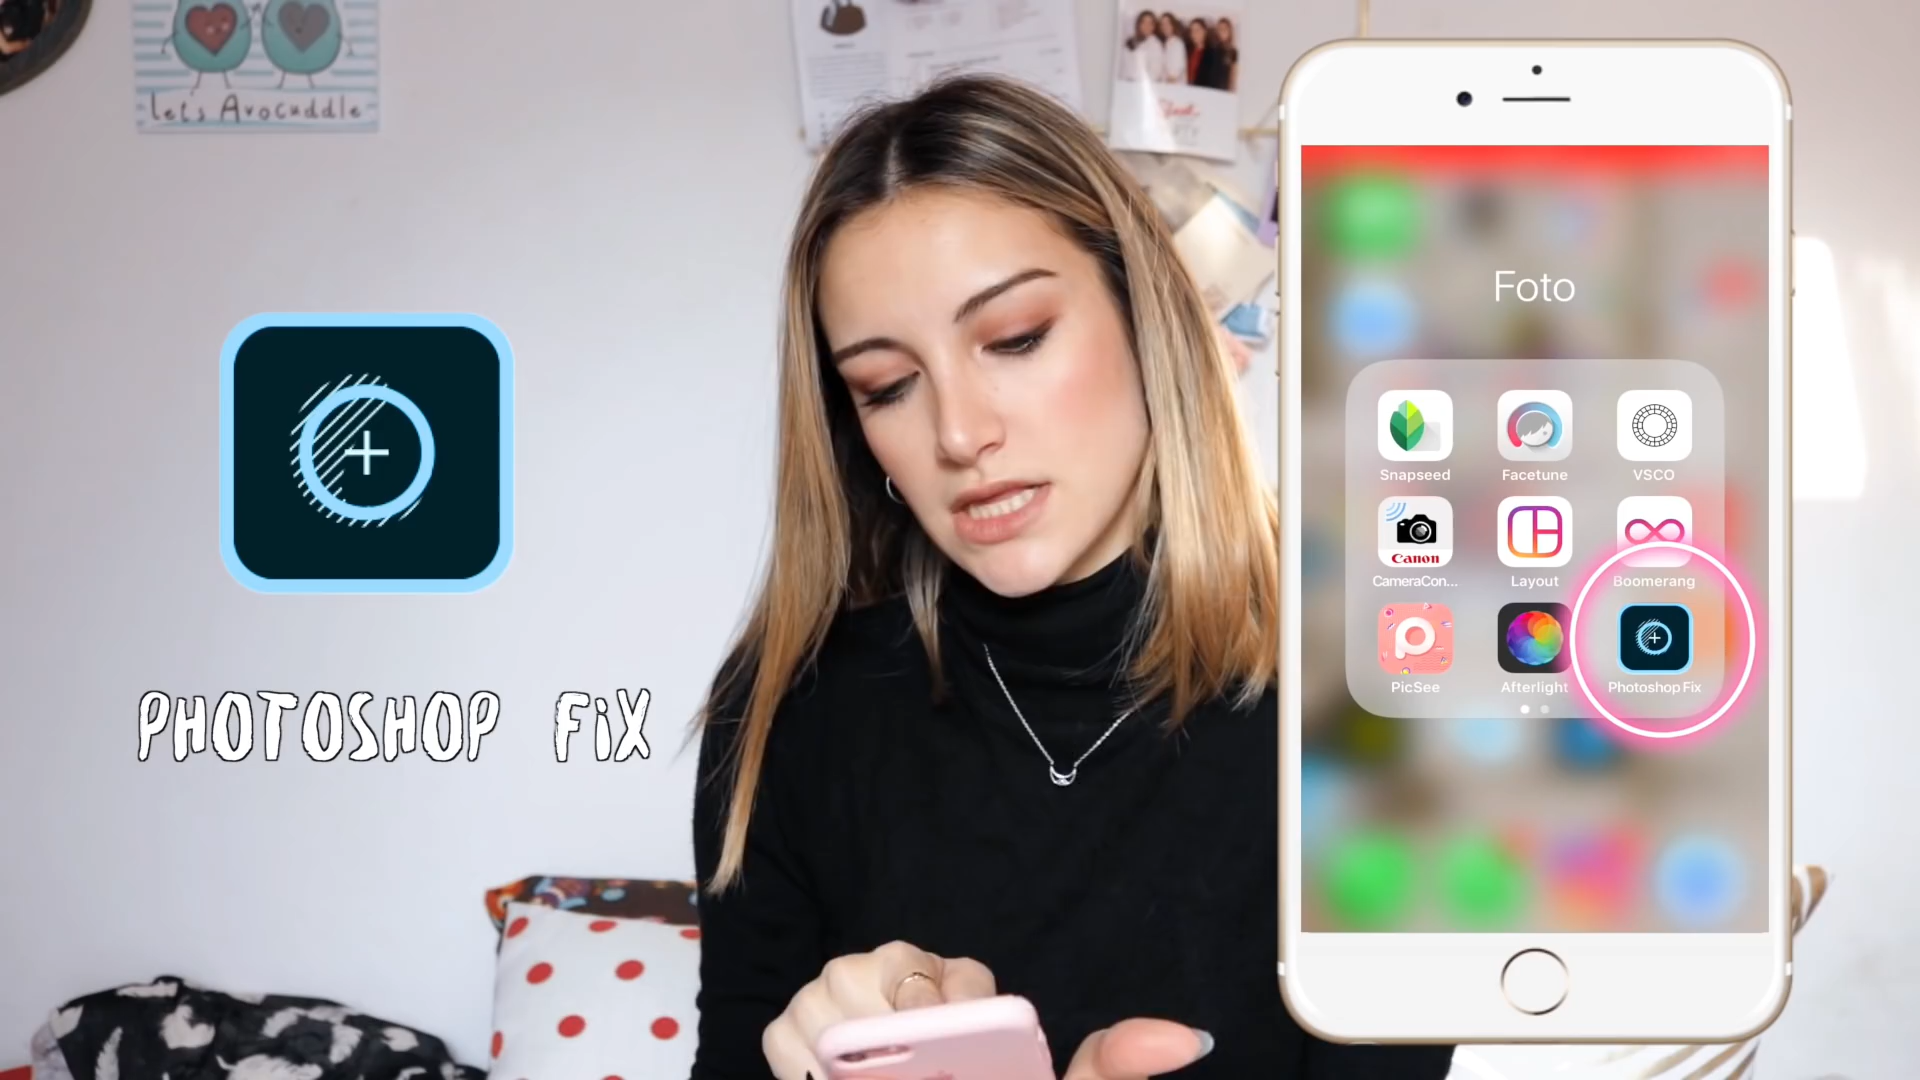 Let's Avocuddle
PHOTOSHOP FiX
Foto
Snapseed
Facetune
VSCO
Canon
CameraCon...
Layout
Boomerang
PicSee
Afterlight
Photoshop Fix